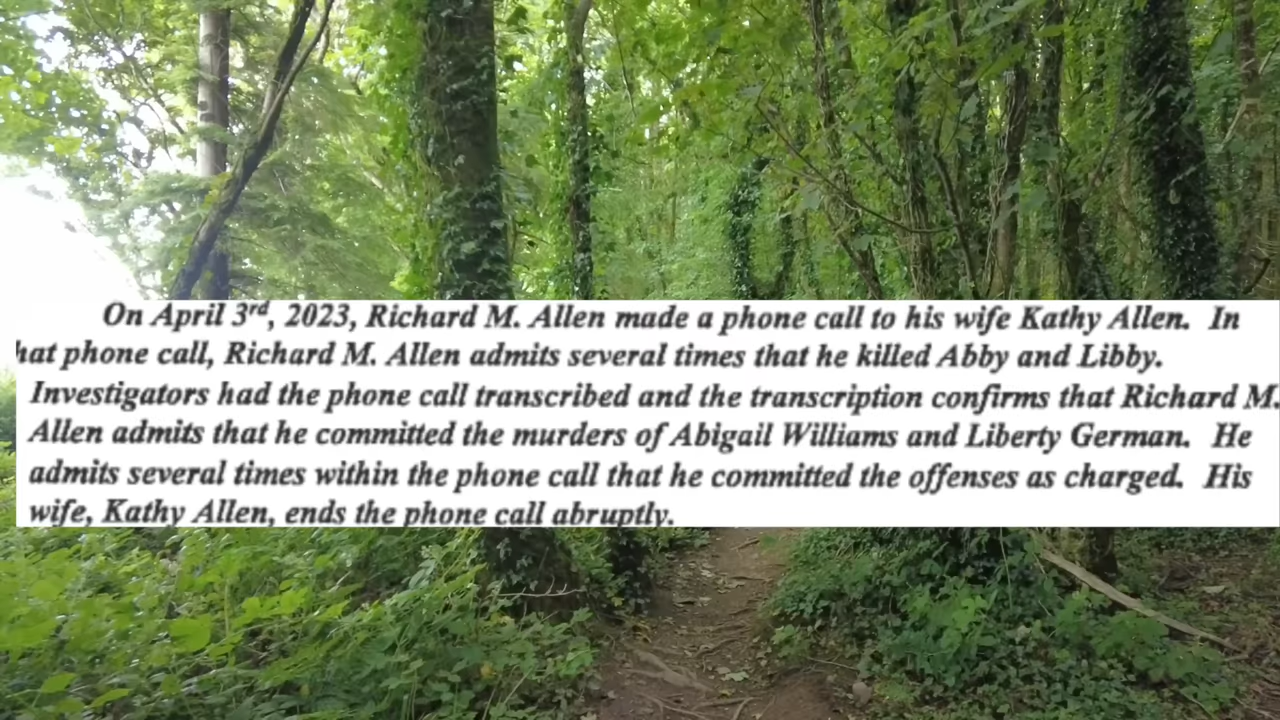 On April 3rd, 2023, Richard M. Allen made a phone call to his wife Kathy Allen. In
hat phone call, Richard M. Allen admits several times that he killed Abby and Libby.
Investigators had the phone call transcribed and the transcription confirms that Richard M.
Allen admits that he committed the murders of Abigail Williams and Liberty German. He
admits several times within the phone call that he committed the offenses as charged. His
wife, Kathy Allen, ends the phone call abruptly.